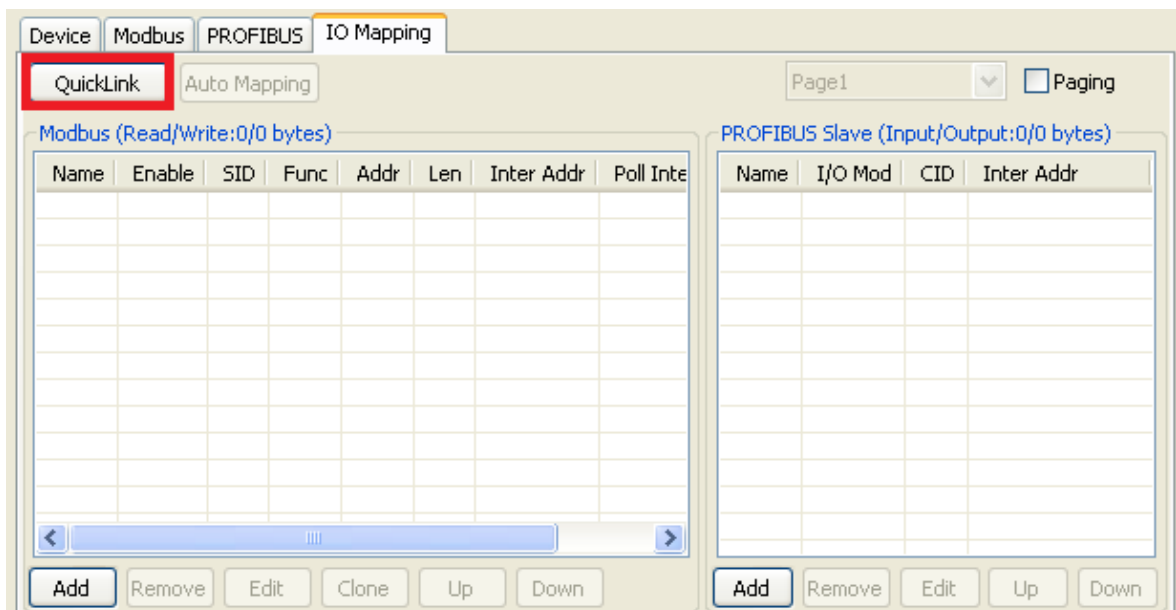 Device Modbus PROFIBUS IO Mapping
QuickLink Auto Mapping Page1 Paging
Modbus (Read/Write:0/0 bytes) PROFIBUS Slave (Input/Output:0/0 bytes)
Name Enable SID Func Addr Len Inter Addr Poll Inte Name I/O Mod CID Inter Addr
Add Remove Edit Clone Up Down Add Remove Edit Up Down